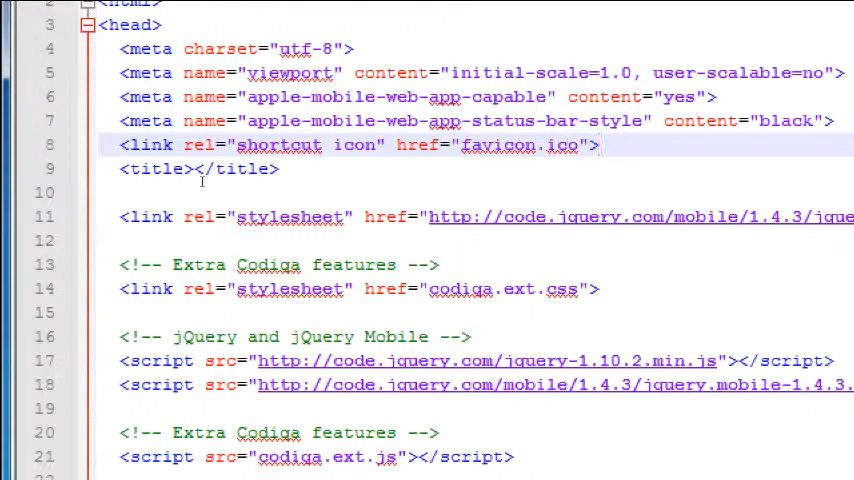 2 <html>
3 <head>
4 <meta charset="utf-8">
5 <meta name="viewport" content="initial-scale=1.0, user-scalable=no">
6 <meta name="apple-mobile-web-app-capable" content="yes">
7 <meta name="apple-mobile-web-app-status-bar-style" content="black">
8 <link rel="shortcut icon" href="favicon.ico">
9 <title></title>
10
11 <link rel="stylesheet" href="http://code.jquery.com/mobile/1.4.3/jque
12
13 <!-- Extra Codiqa features -->
14 <link rel="stylesheet" href="codiqa.ext.css">
15
16 <!-- jQuery and jQuery Mobile -->
17 <script src="http://code.jquery.com/jquery-1.10.2.min.js"></script>
18 <script src="http://code.jquery.com/mobile/1.4.3/jquery.mobile-1.4.3.
19
20 <!-- Extra Codiqa features -->
21 <script src="codiqa.ext.js"></script>